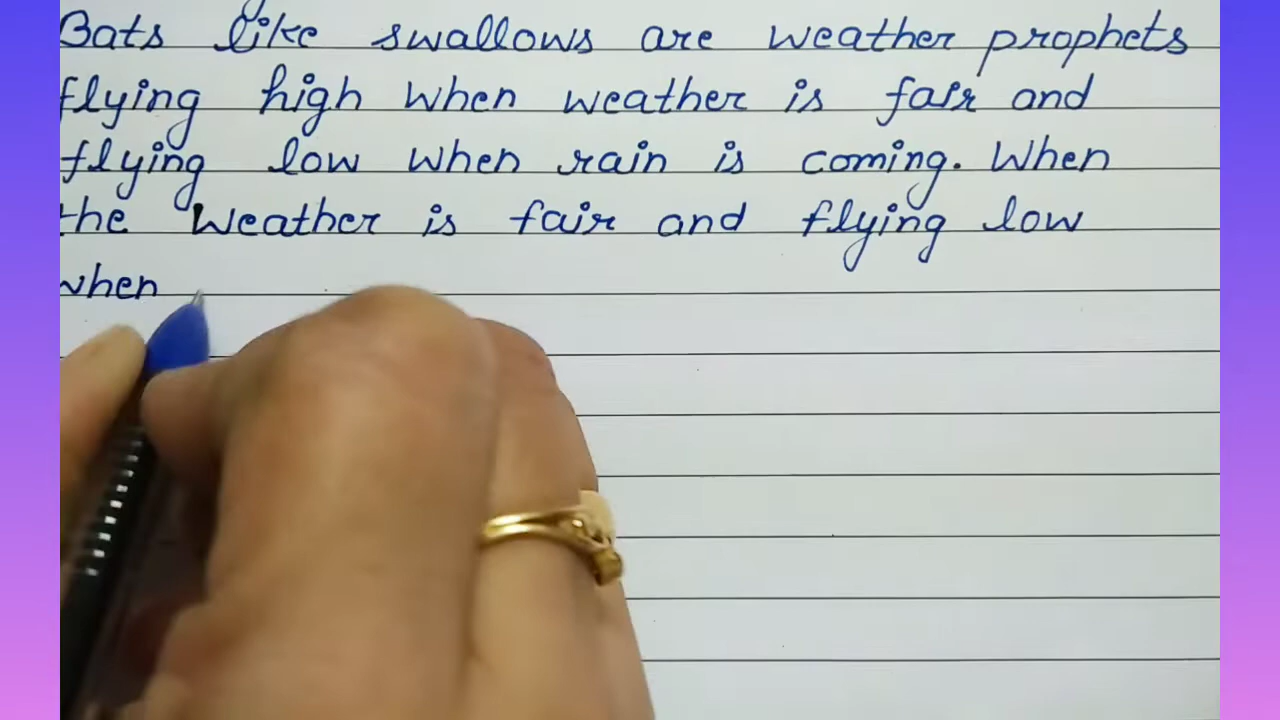 Bats like swallows are weather prophets
flying high when weather is fair and
flying low when rain is coming. When
the Weather is fair and flying low
when